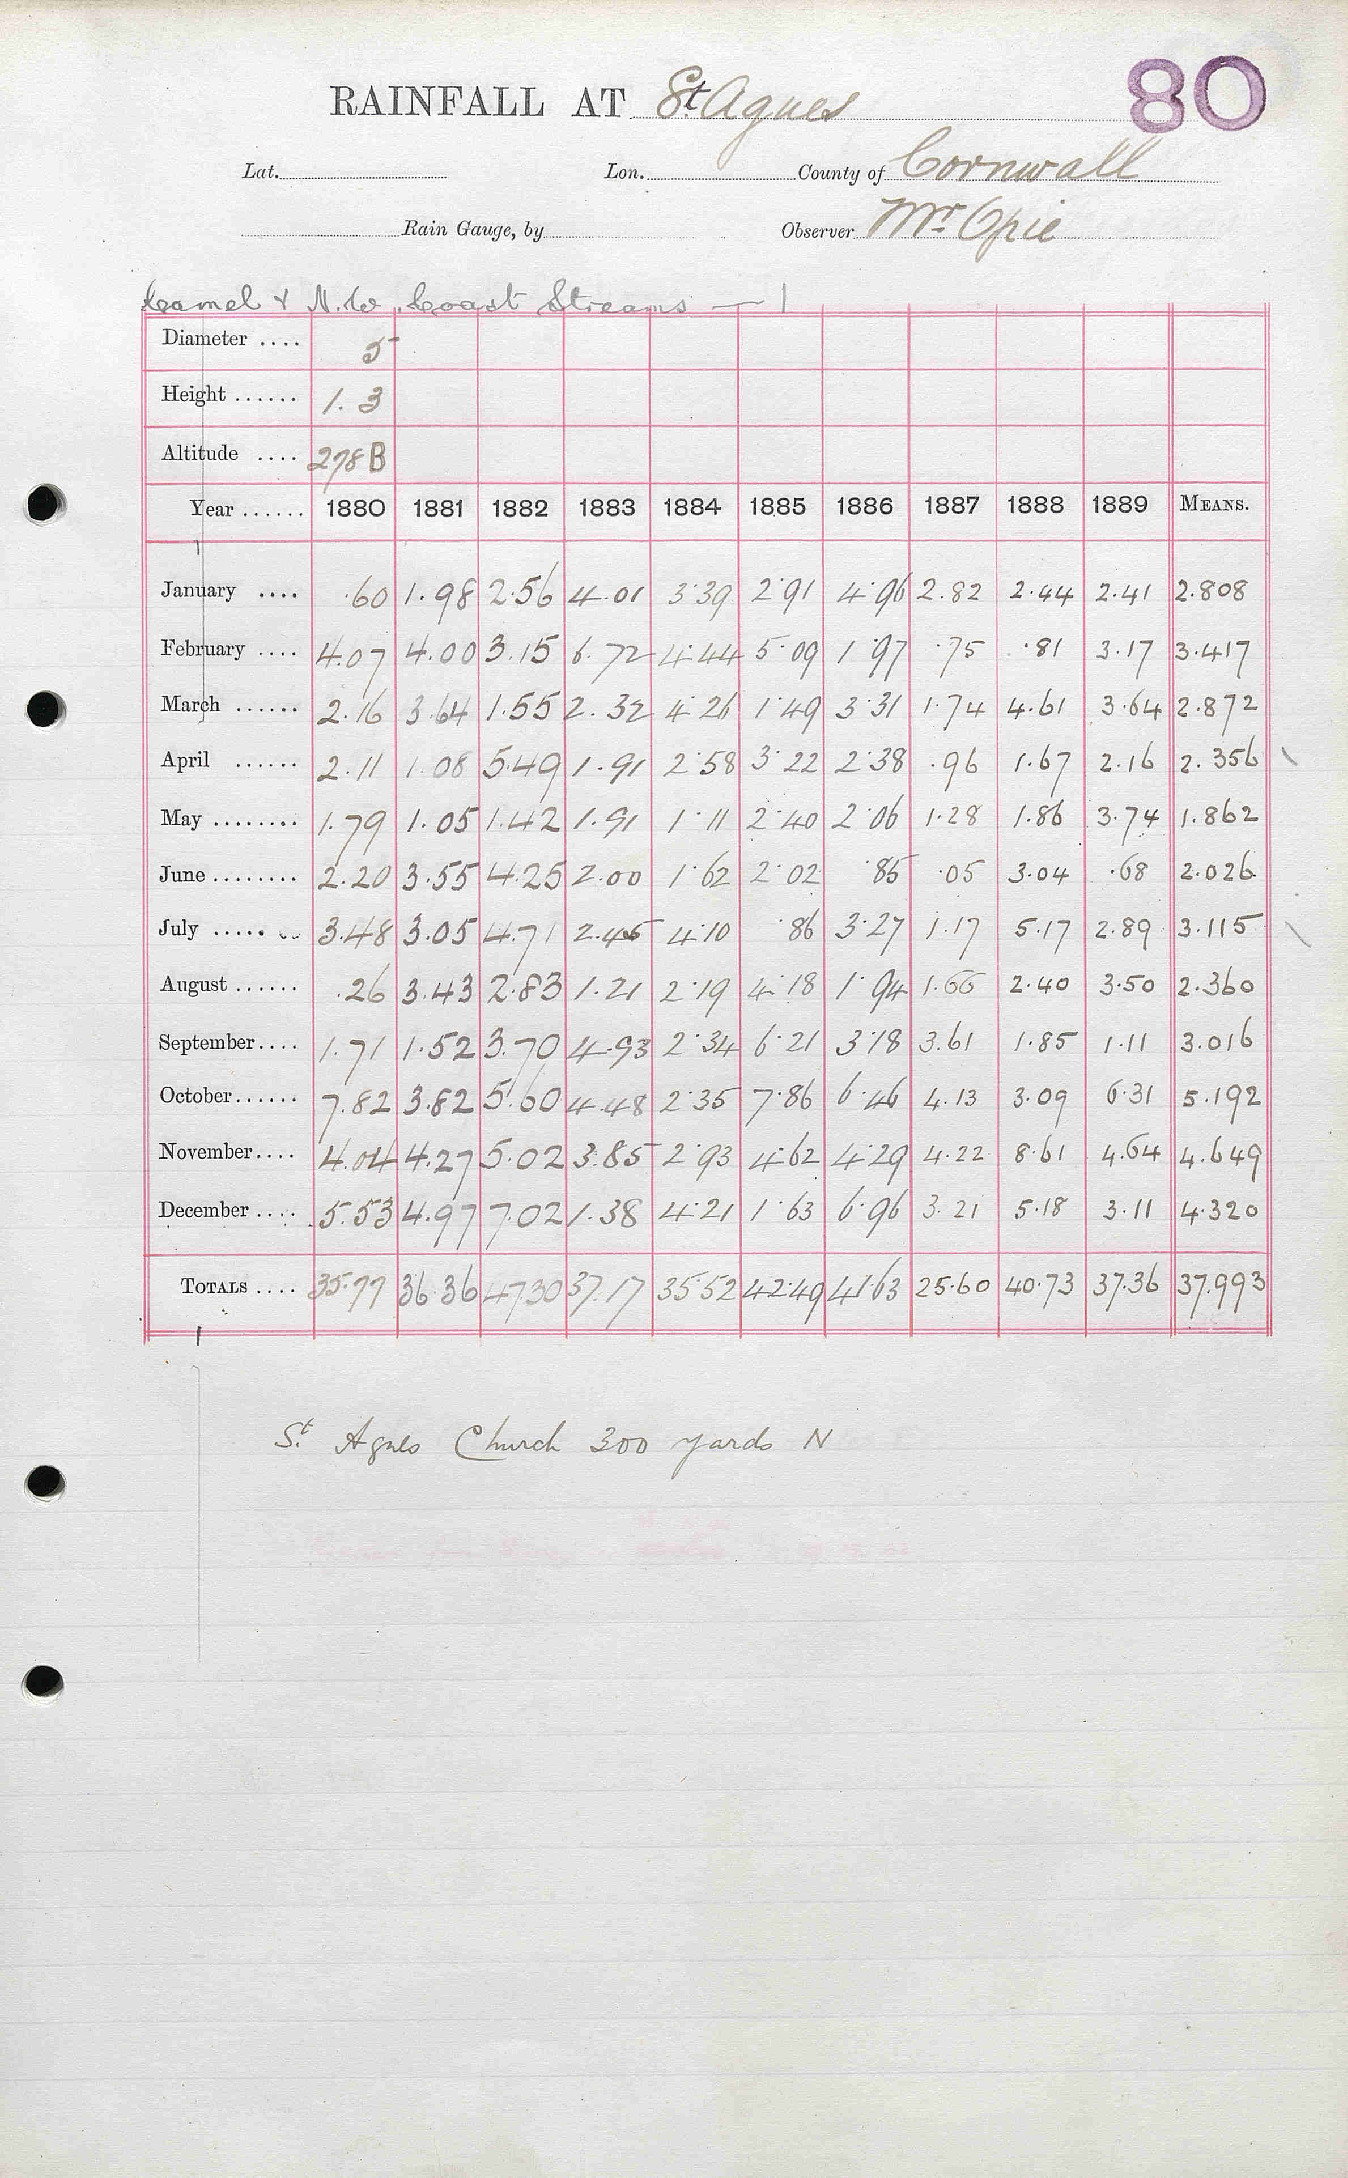 80
RAINFALL AT St Agnes
Lat. Lon. County of Cornwall
Rain Gauge, by Observer Mr Opie
Camel & N.W. Coast Streams — 1
Diameter .... 5
Height ...... 1. 3
Altitude .... 278 B
Year ...... 1880 1881 1882 1883 1884 1885 1886 1887 1888 1889 MEANS.
January .... .60 1.98 2.56 4.01 3.39 2.91 4.96 2.82 2.44 2.41 2.808
February .... 4.07 4.00 3.15 6.72 4.44 5.09 1.97 .75 .81 3.17 3.417
March ...... 2.16 3.64 1.55 2.32 4.26 1.49 3.31 1.74 4.61 3.64 2.872
April ...... 2.11 1.08 5.49 1.91 2.58 3.22 2.38 .96 1.67 2.16 2.356
May ........ 1.79 1.05 1.42 1.91 1.11 2.40 2.06 1.28 1.86 3.74 1.862
June ........ 2.20 3.55 4.25 2.00 1.62 2.02 .85 .05 3.04 .68 2.026
July ........ 3.48 3.05 4.71 2.45 4.10 .86 3.27 1.17 5.17 2.89 3.115
August ...... .26 3.43 2.83 1.21 2.19 4.18 1.94 1.66 2.40 3.50 2.360
September .... 1.71 1.52 3.70 4.93 2.34 6.21 3.18 3.61 1.85 1.11 3.016
October ...... 7.82 3.82 5.60 4.48 2.35 7.86 6.46 4.13 3.09 6.31 5.192
November .... 4.04 4.27 5.02 3.85 2.93 4.62 4.29 4.22 8.61 4.64 4.649
December .... 5.53 4.97 7.02 1.38 4.21 1.63 6.96 3.21 5.18 3.11 4.320
TOTALS .... 35.77 36.36 47.30 37.17 35.52 42.49 41.63 25.60 40.73 37.36 37.993
St. Agnes Church 300 yards N